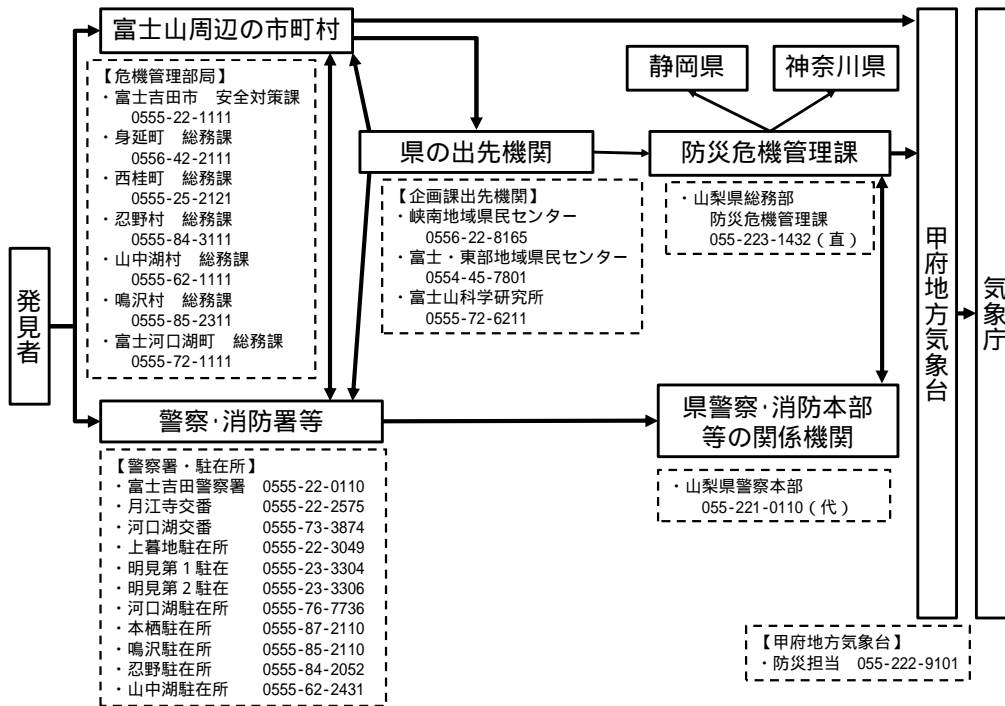 富士山周辺の市町村
【危機管理部局】
・富士吉田市　安全対策課
0555-22-1111
・身延町　総務課
0556-42-2111
・西桂町　総務課
0555-25-2121
・忍野村　総務課
0555-84-3111
・山中湖村　総務課
0555-62-1111
・鳴沢村　総務課
0555-85-2311
・富士河口湖町　総務課
0555-72-1111
発見者
静岡県
神奈川県
県の出先機関
【企画課出先機関】
・峡南地域県民センター
0556-22-8165
・富士・東部地域県民センター
0554-45-7801
・富士山科学研究所
0555-72-6211
防災危機管理課
・山梨県総務部
防災危機管理課
055-223-1432（直）
甲府地方気象台
気象庁
警察･消防署等
【警察署・駐在所】
・富士吉田警察署　0555-22-0110
・月江寺交番　0555-22-2575
・河口湖交番　0555-73-3874
・上暮地駐在所　0555-22-3049
・明見第１駐在　0555-23-3304
・明見第２駐在　0555-23-3306
・河口湖駐在所　0555-76-7736
・本栖駐在所　0555-87-2110
・鳴沢駐在所　0555-85-2110
・忍野駐在所　0555-84-2052
・山中湖駐在所　0555-62-2431
県警察･消防本部
等の関係機関
・山梨県警察本部
055-221-0110（代）
【甲府地方気象台】
・防災担当　055-222-9101